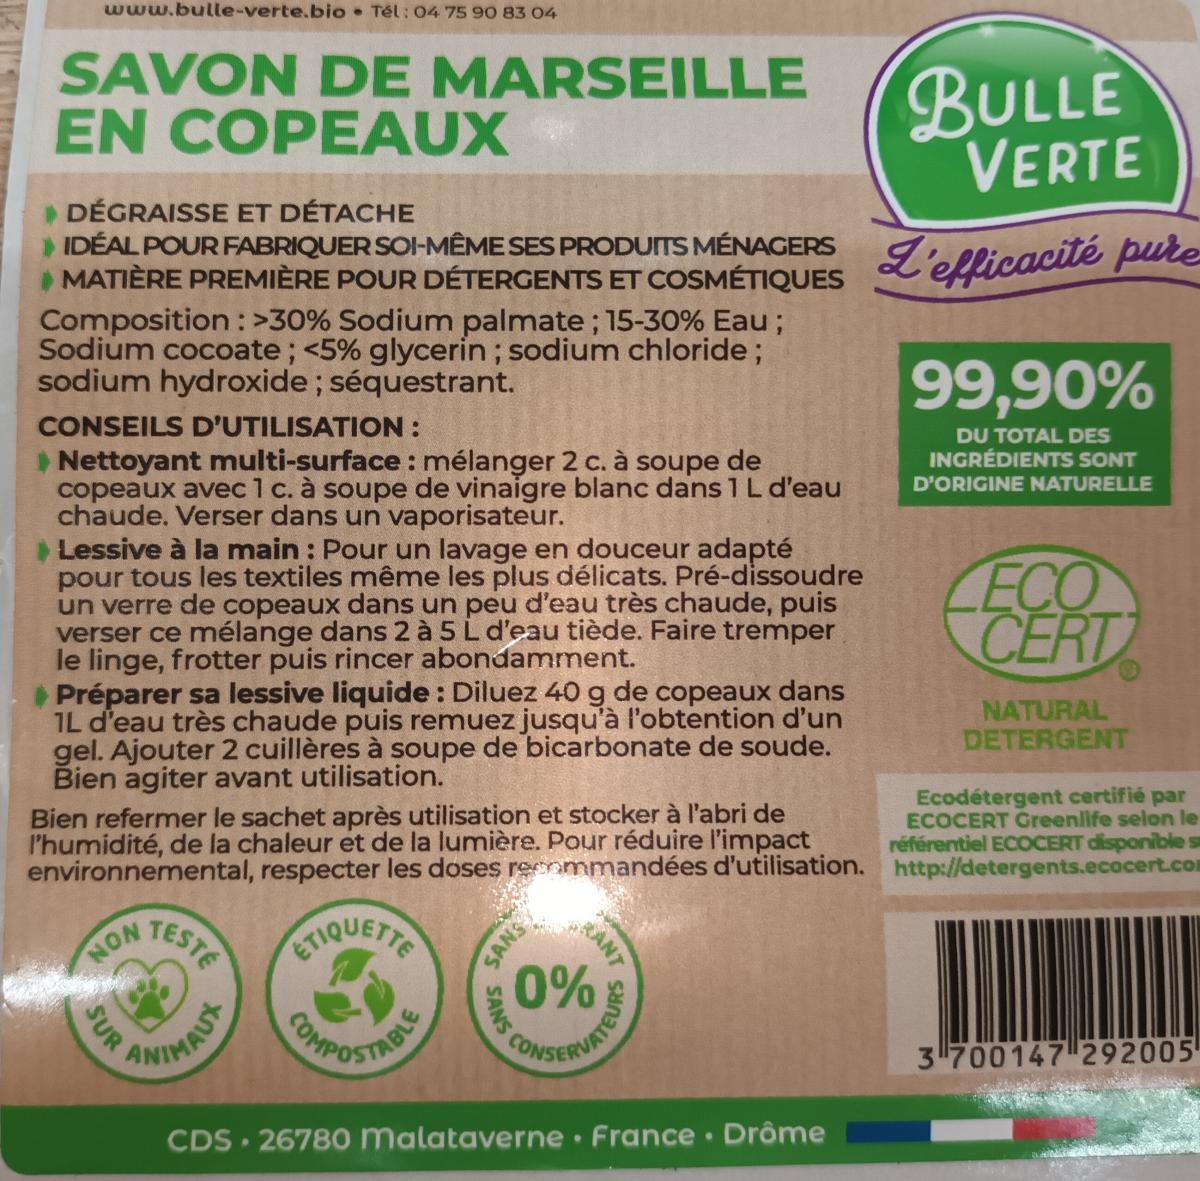 www.bulle-verte.bio • Tél : 04 75 90 83 04
SAVON DE MARSEILLE
EN COPEAUX
BULLE
VERTE
L'efficacité pure
DÉGRAISSE ET DÉTACHE
IDÉAL POUR FABRIQUER SOI-MÊME SES PRODUITS MÉNAGERS
MATIÈRE PREMIÈRE POUR DÉTERGENTS ET COSMÉTIQUES
Composition : >30% Sodium palmate ; 15-30% Eau ;
Sodium cocoate ; <5% glycerin ; sodium chloride ;
sodium hydroxide ; séquestrant.
CONSEILS D'UTILISATION :
Nettoyant multi-surface : mélanger 2 c. à soupe de
copeaux avec 1 c. à soupe de vinaigre blanc dans 1 L d'eau
chaude. Verser dans un vaporisateur.
Lessive à la main : Pour un lavage en douceur adapté
pour tous les textiles même les plus délicats. Pré-dissoudre
un verre de copeaux dans un peu d'eau très chaude, puis
verser ce mélange dans 2 à 5 L d'eau tiède. Faire tremper
le linge, frotter puis rincer abondamment.
Préparer sa lessive liquide : Diluez 40 g de copeaux dans
1L d'eau très chaude puis remuez jusqu'à l'obtention d'un
gel. Ajouter 2 cuillères à soupe de bicarbonate de soude.
Bien agiter avant utilisation.
Bien refermer le sachet après utilisation et stocker à l'abri de
l'humidité, de la chaleur et de la lumière. Pour réduire l'impact
environnemental, respecter les doses recommandées d'utilisation.
99,90%
DU TOTAL DES
INGRÉDIENTS SONT
D'ORIGINE NATURELLE
ECO
CERT
®
NATURAL
DETERGENT
Ecodétergent certifié par
ECOCERT Greenlife selon le
référentiel ECOCERT disponible
http://detergents.ecocert.co
NON TESTÉ
SUR ANIMAUX
ÉTIQUETTE
COMPOSTABLE
SANS
0%
SANS CONSERVATEURS
3 700147 292005
CDS • 26780 Malataverne • France • Drôme